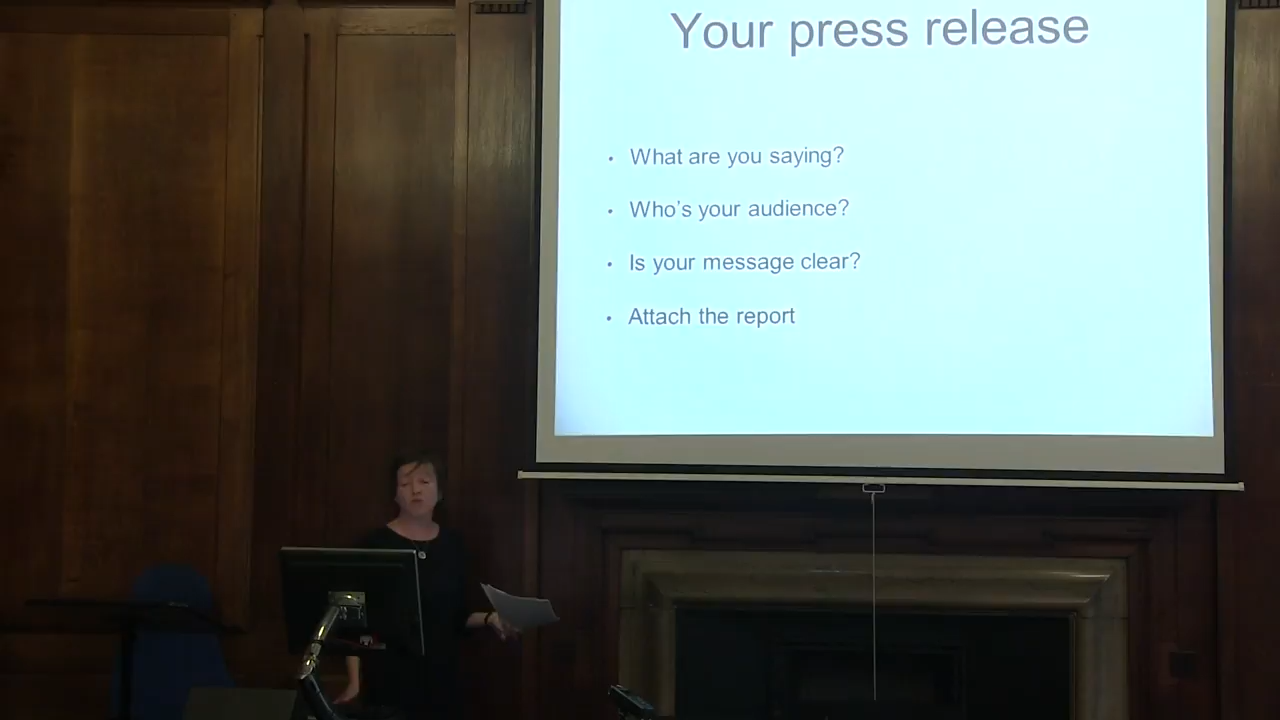 Your press release
• What are you saying?
• Who's your audience?
• Is your message clear?
• Attach the report